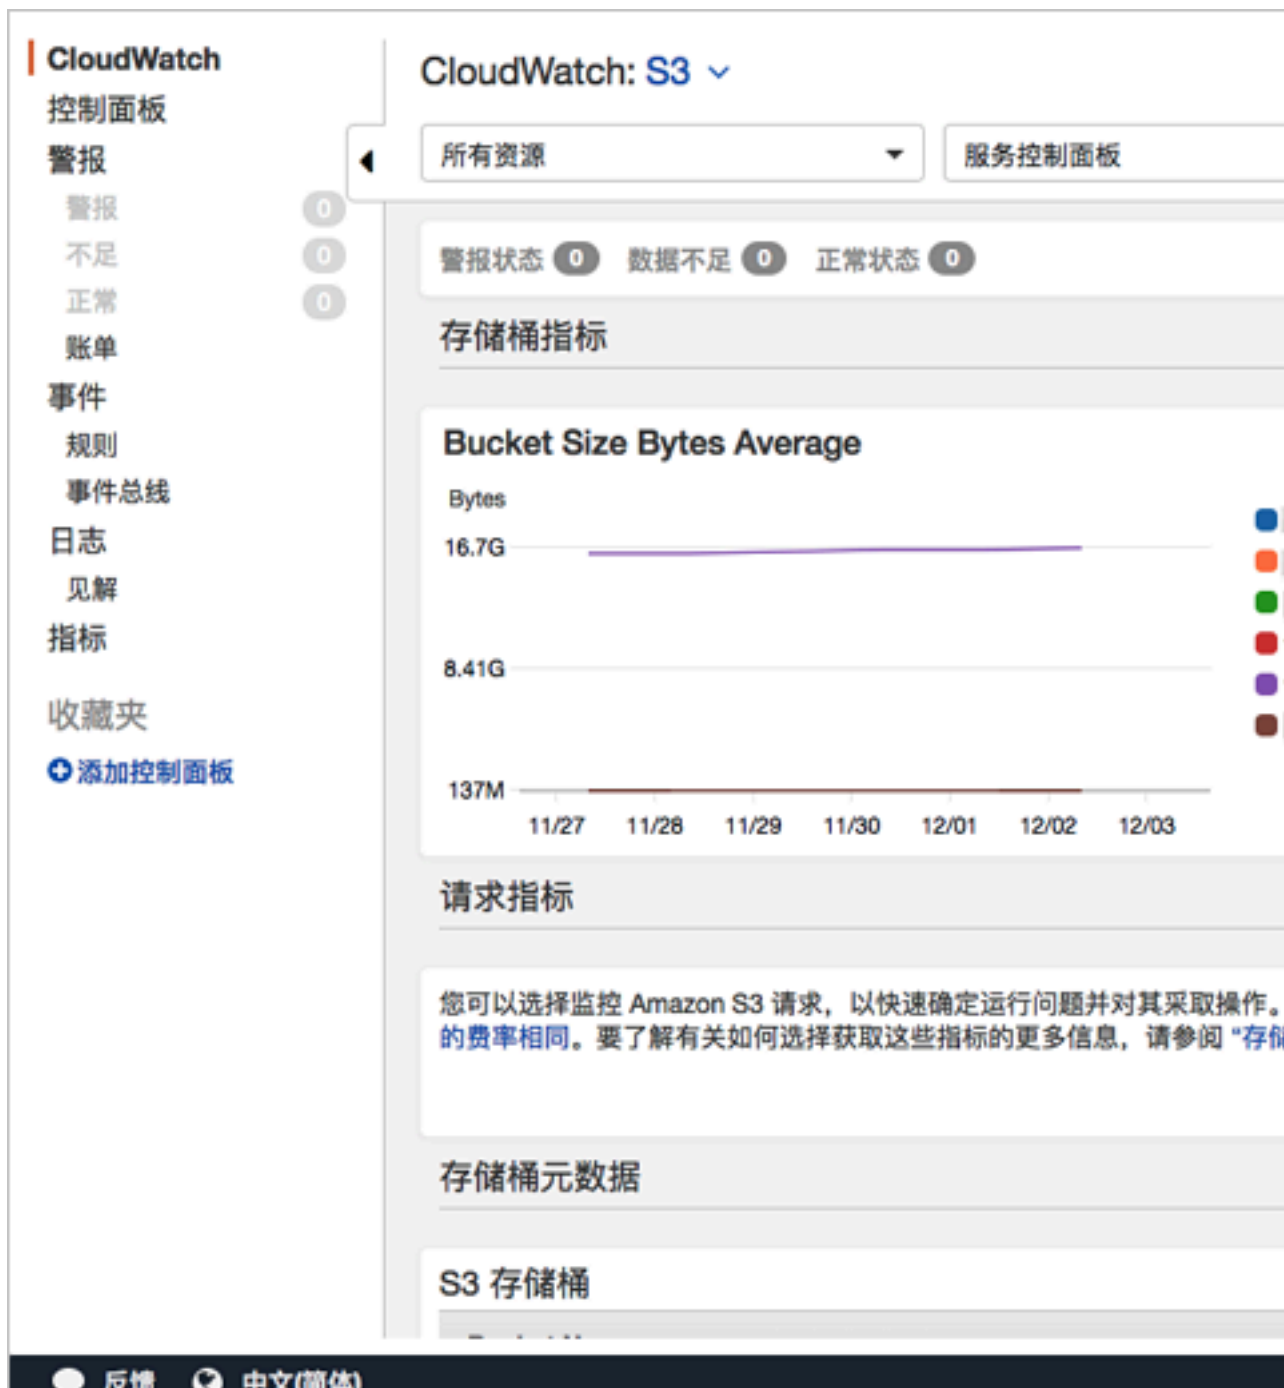 CloudWatch
控制面板
警报
警报 0
不足 0
正常 0
账单
事件
规则
事件总线
日志
见解
指标
收藏夹
添加控制面板
CloudWatch: S3
所有资源
服务控制面板
警报状态 0 数据不足 0 正常状态 0
存储桶指标
Bucket Size Bytes Average
Bytes
16.7G
8.41G
137M
11/27 11/28 11/29 11/30 12/01 12/02 12/03
请求指标
您可以选择监控 Amazon S3 请求，以快速确定运行问题并对其采取操作。
的费率相同。要了解有关如何选择获取这些指标的更多信息，请参阅 “存储
存储桶元数据
S3 存储桶
反馈 中文(简体)